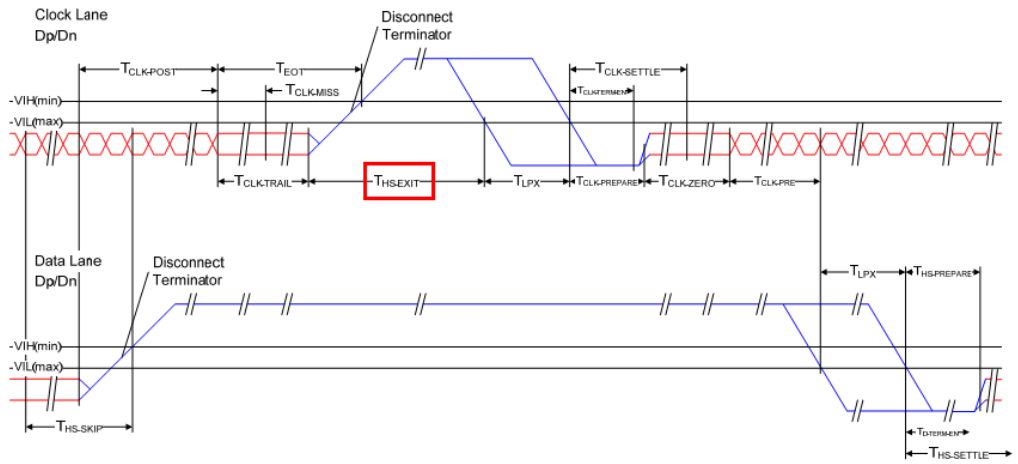 Clock Lane
Dp/Dn
Disconnect
Terminator
TCLK-POST
TEOT
TCLK-SETTLE
TCLK-MISS
TCLK-TERM-EN
VIH(min)
VIL(max)
TCLK-TRAIL
THS-EXIT
TLPX
TCLK-PREPARE
TCLK-ZERO
TCLK-PRE
Data Lane
Dp/Dn
Disconnect
Terminator
TLPX
THS-PREPARE
VIH(min)
VIL(max)
THS-SKIP
TD-TERM-EN
THS-SETTLE